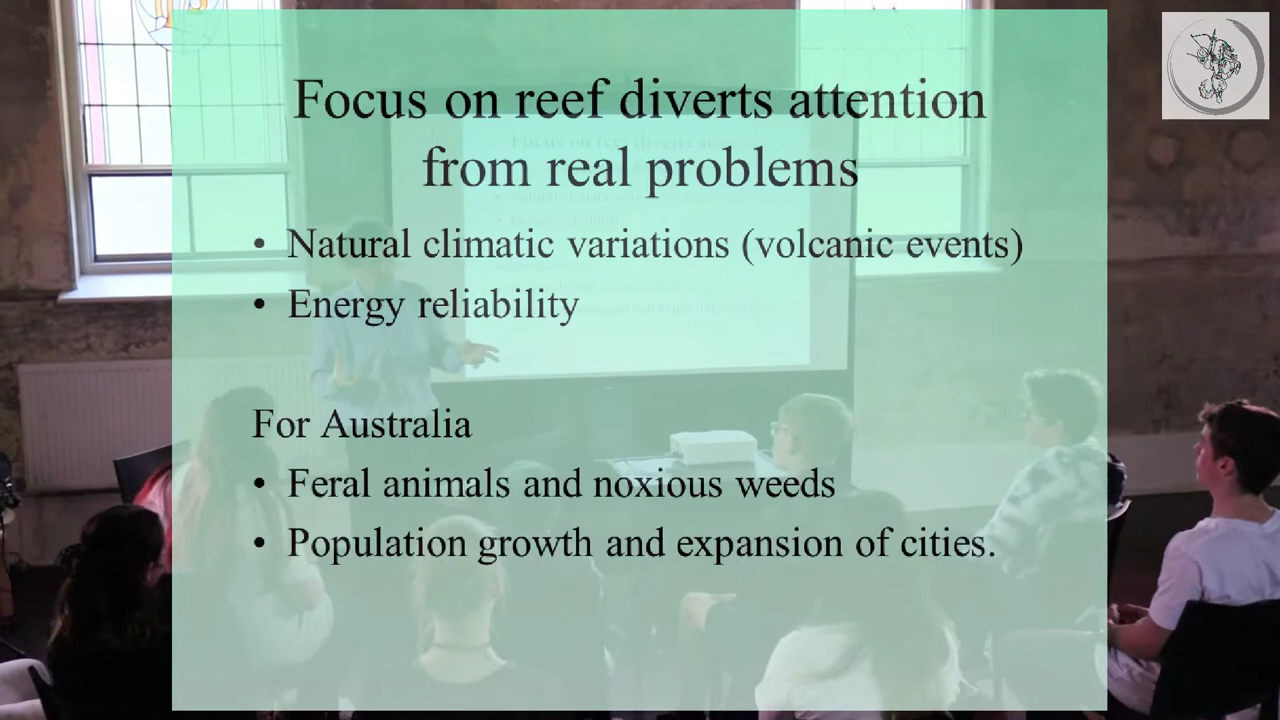 Focus on reef diverts attention
from real problems
• Natural climatic variations (volcanic events)
• Energy reliability
For Australia
• Feral animals and noxious weeds
• Population growth and expansion of cities.